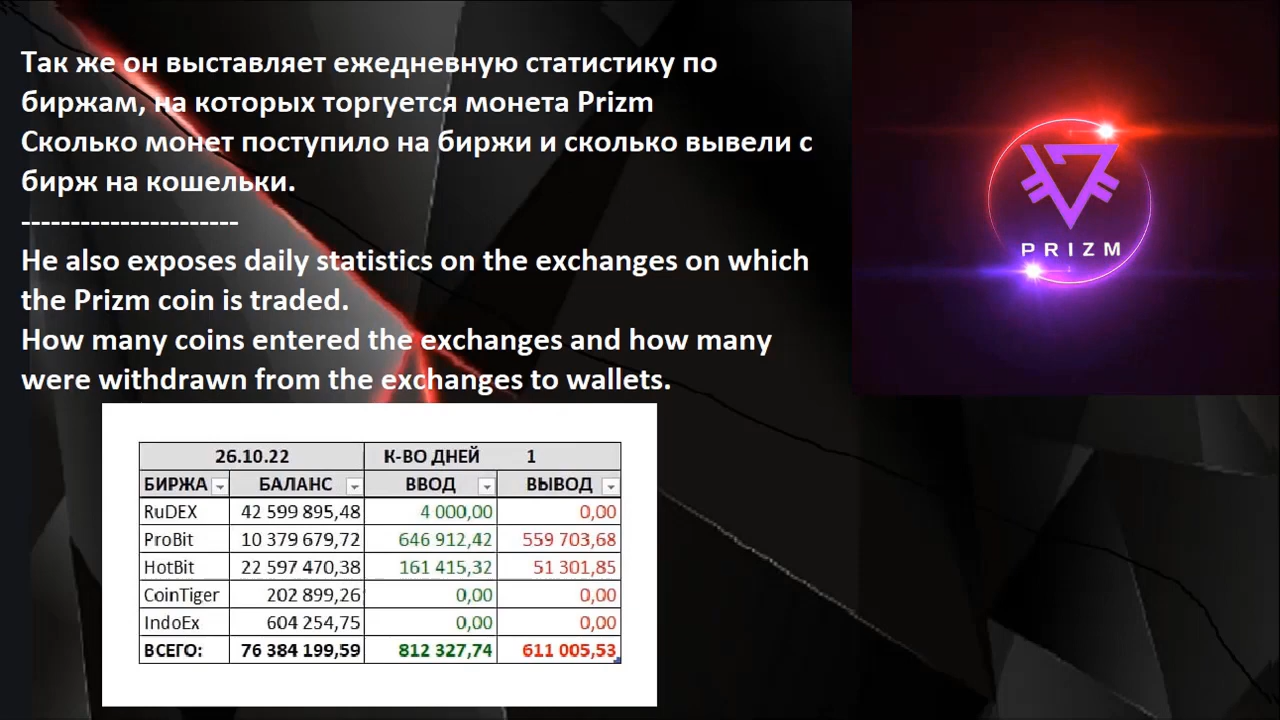 Так же он выставляет ежедневную статистику по
биржам, на которых торгуется монета Prizm
Сколько монет поступило на биржи и сколько вывели с
бирж на кошельки.
----------------------
He also exposes daily statistics on the exchanges on which
the Prizm coin is traded.
How many coins entered the exchanges and how many
were withdrawn from the exchanges to wallets.
PRIZM
26.10.22 К-ВО ДНЕЙ 1
БИРЖА БАЛАНС ВВОД ВЫВОД
RuDEX 42 599 895,48 4 000,00 0,00
ProBit 10 379 679,72 646 912,42 559 703,68
HotBit 22 597 470,38 161 415,32 51 301,85
CoinTiger 202 899,26 0,00 0,00
IndoEx 604 254,75 0,00 0,00
ВСЕГО: 76 384 199,59 812 327,74 611 005,53